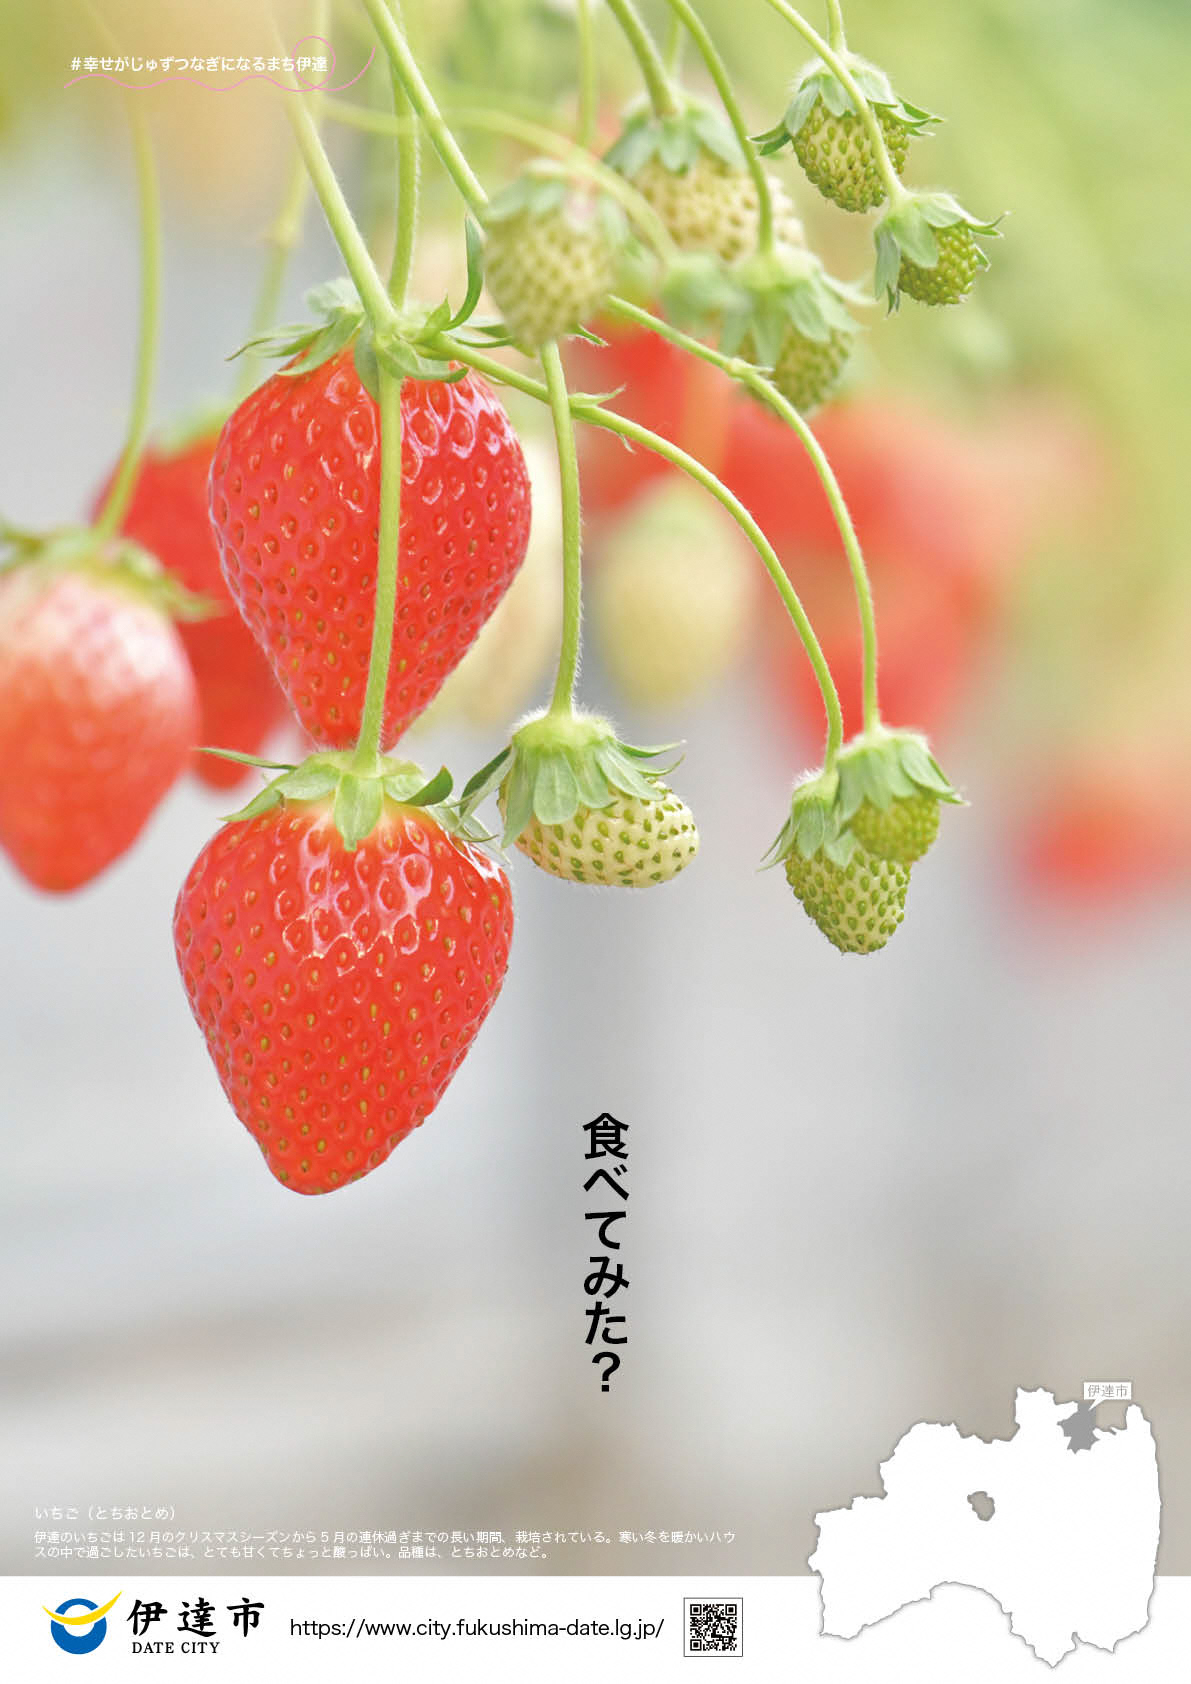 #幸せがじゅずつなぎになるまち伊達
食べてみた？
伊達市
いちご（とちおとめ）
伊達のいちごは12月のクリスマスシーズンから5月の連休過ぎまでの長い期間、栽培されている。寒い冬を暖かいハウ
スの中で過ごしたいちごは、とても甘くてちょっと酸っぱい。品種は、とちおとめなど。
伊達市
DATE CITY
https://www.city.fukushima-date.lg.jp/